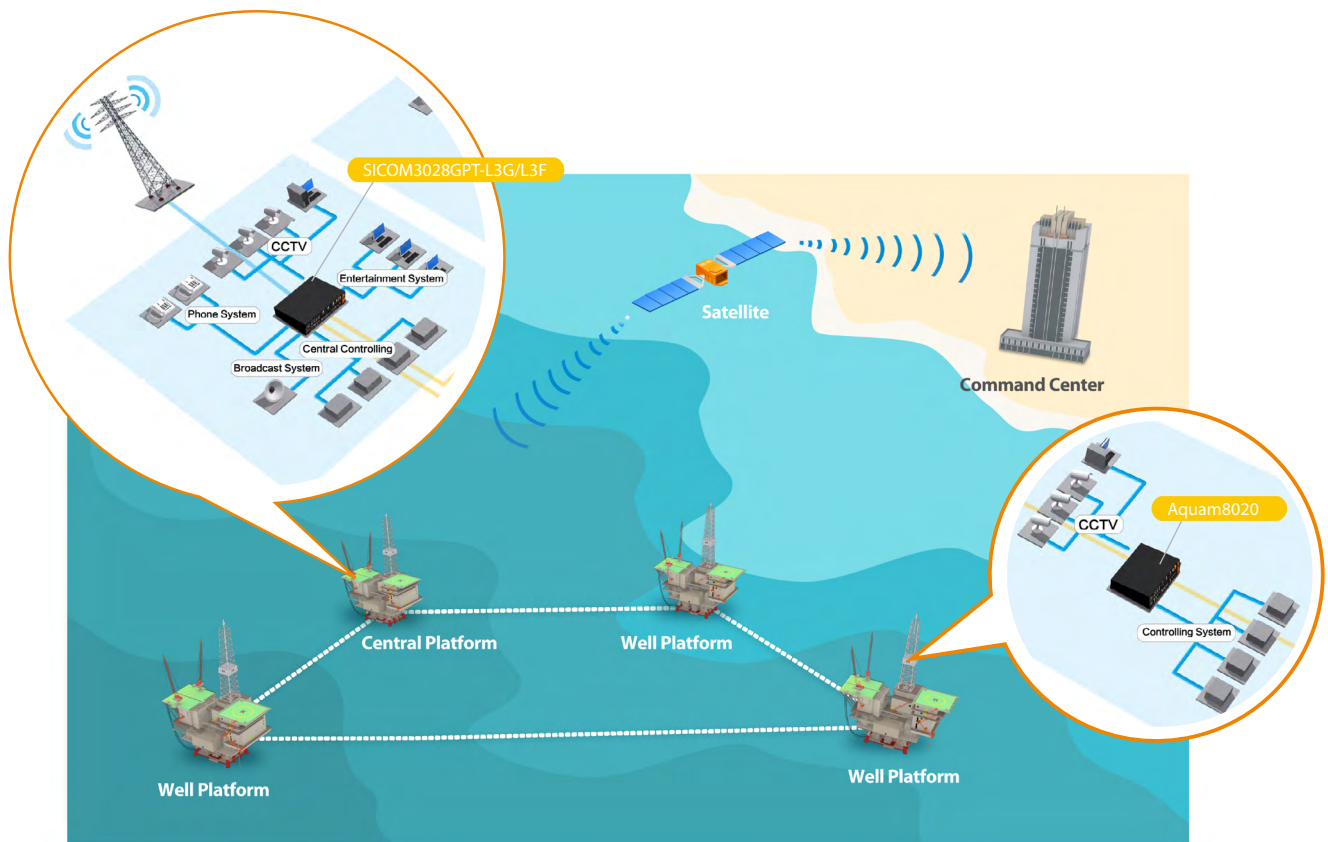 SICOM3028GPT-L3G/L3F
CCTV
Entertainment System
Phone System
Central Controlling
Broadcast System
Satellite
Command Center
Aquam8020
CCTV
Controlling System
Central Platform
Well Platform
Well Platform
Well Platform